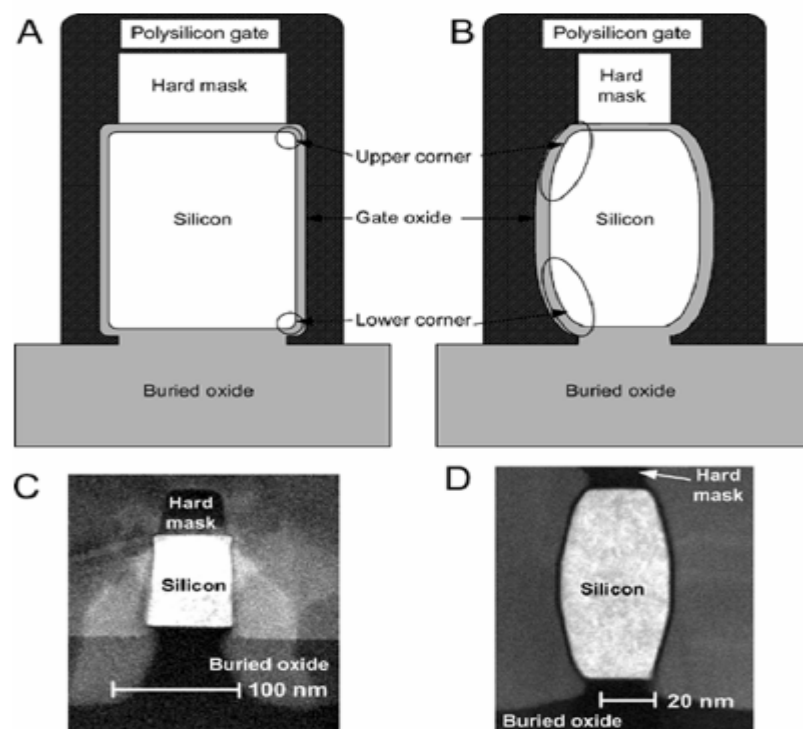 A
Polysilicon gate
Hard mask
Silicon
Buried oxide
Upper corner
Gate oxide
Lower corner
B
Polysilicon gate
Hard
mask
Silicon
Buried oxide
C
Hard
mask
Silicon
Buried oxide
100 nm
D
Hard
mask
Silicon
20 nm
Buried oxide